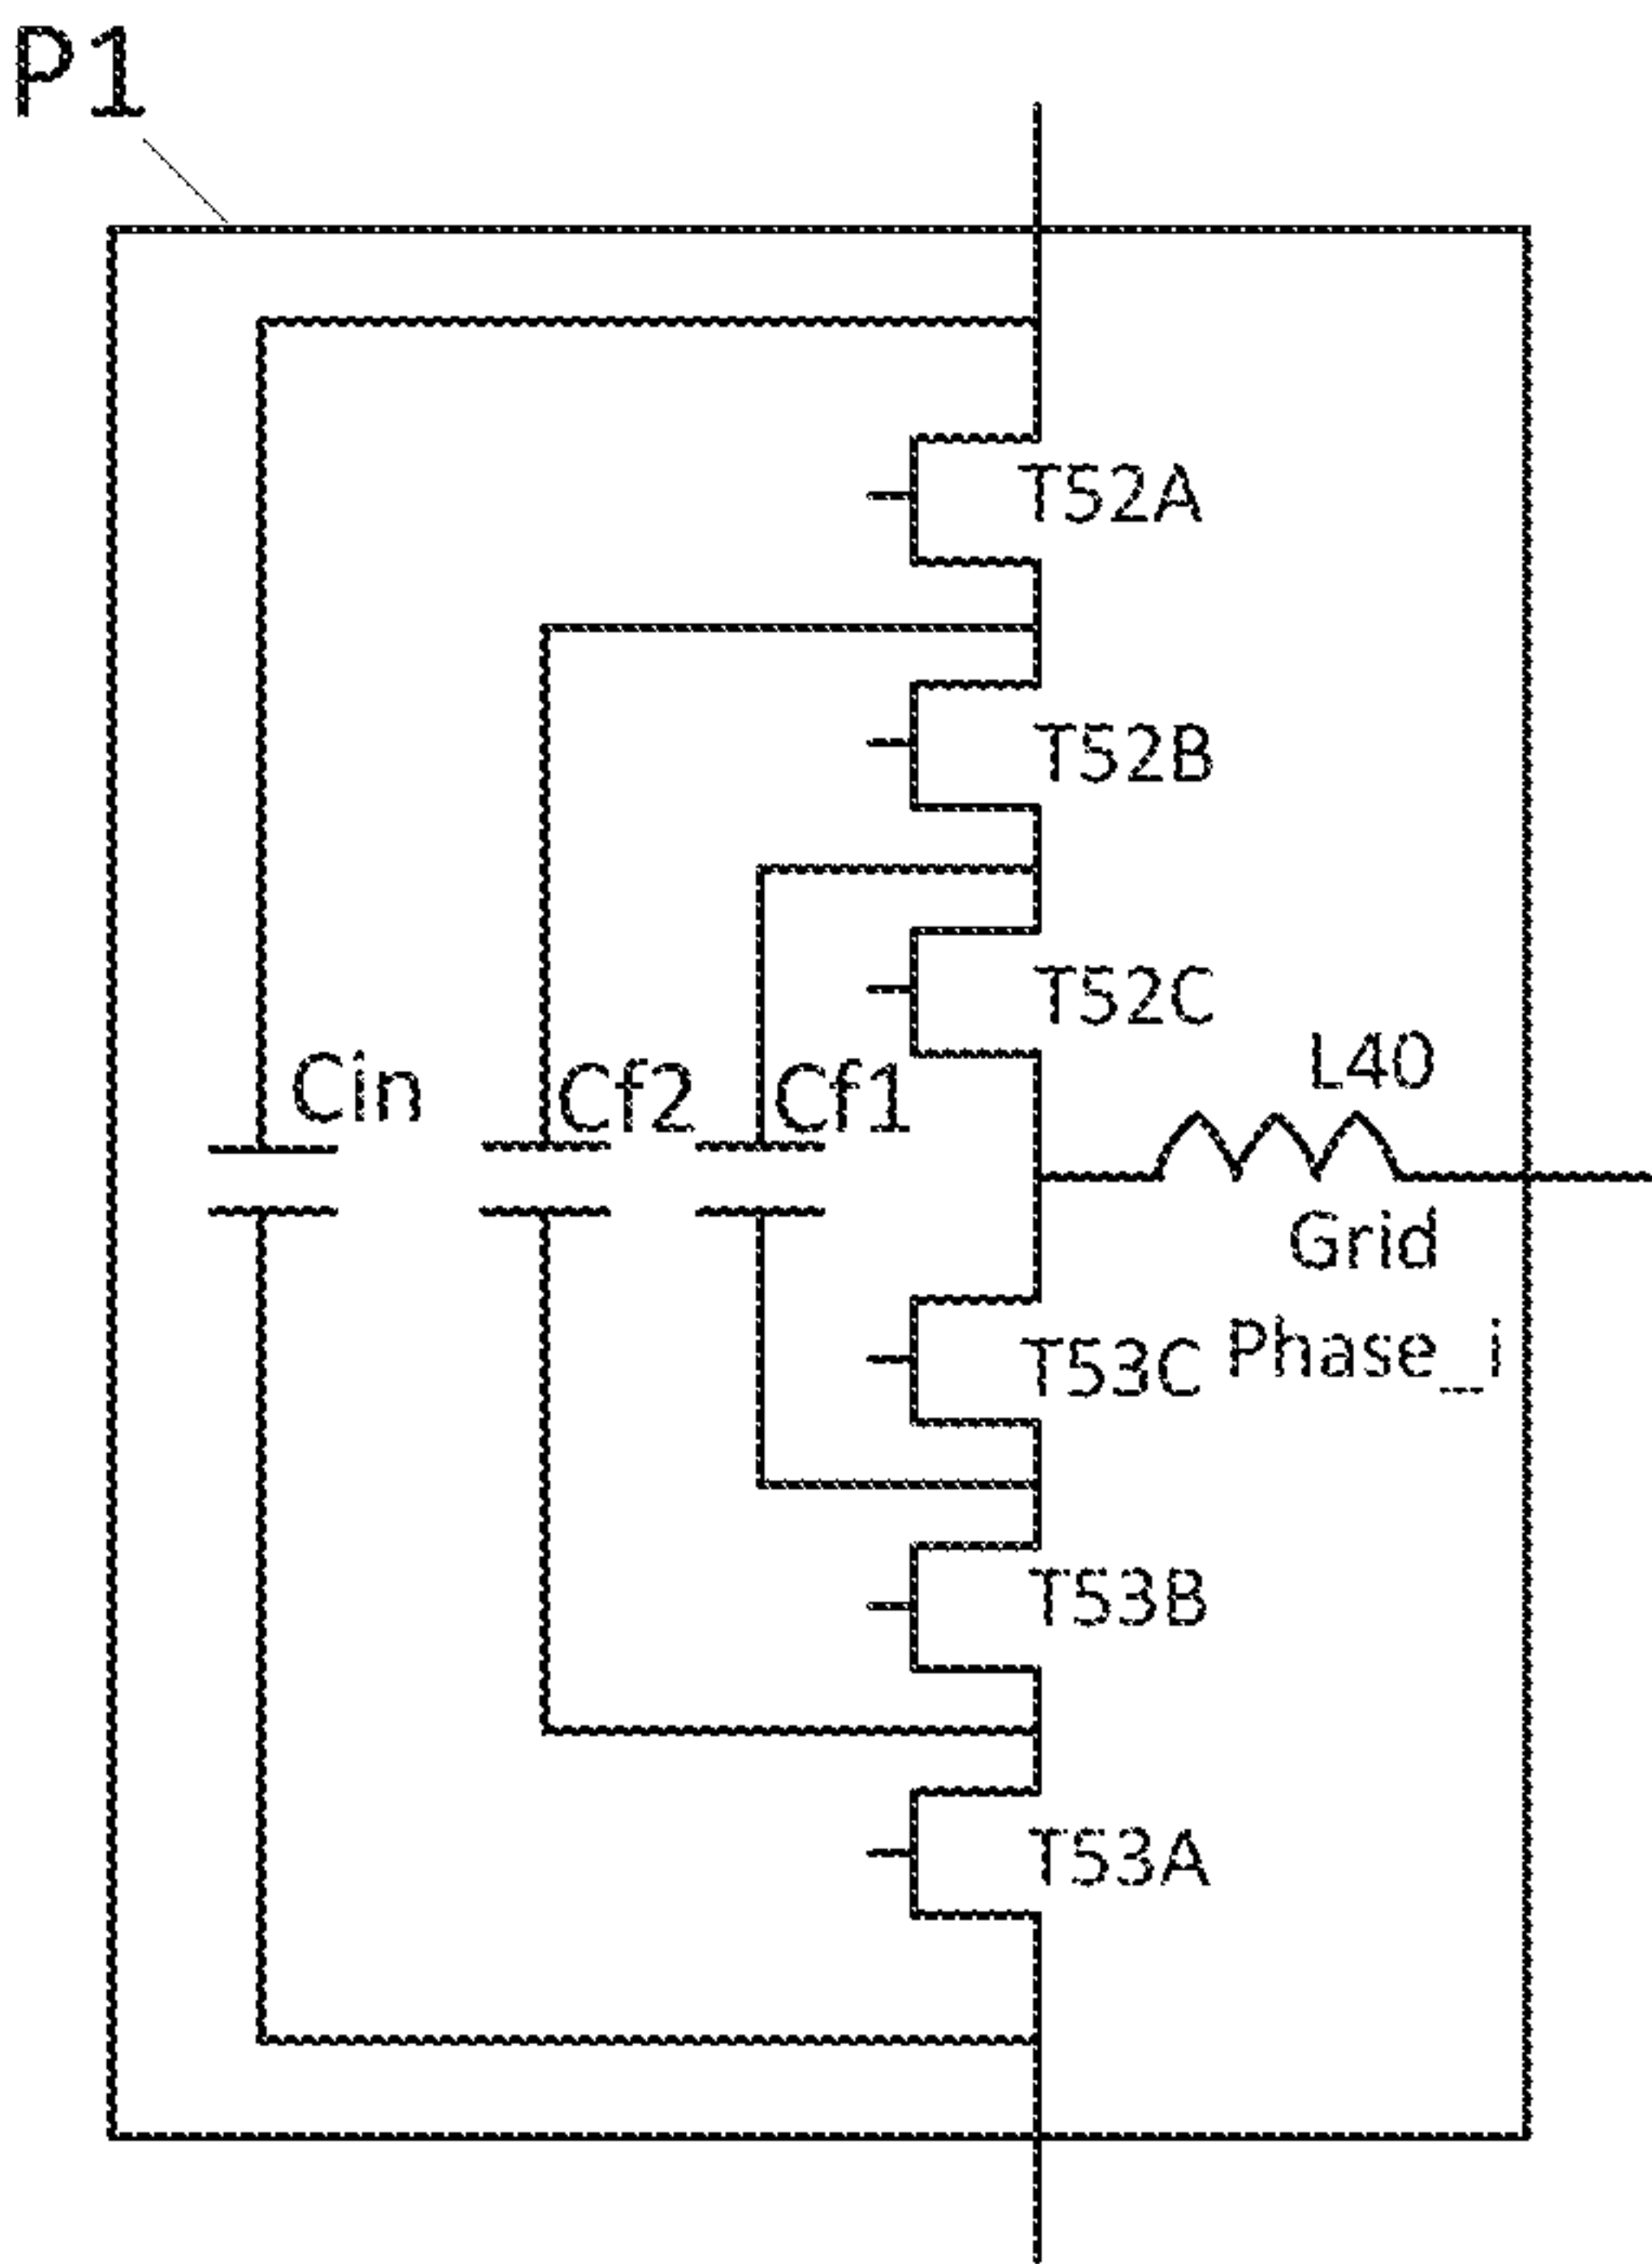 P1
T52A
T52B
T52C
L40
Cin
Cf2
Cf1
Grid
Phase_i
T53C
T53B
T53A